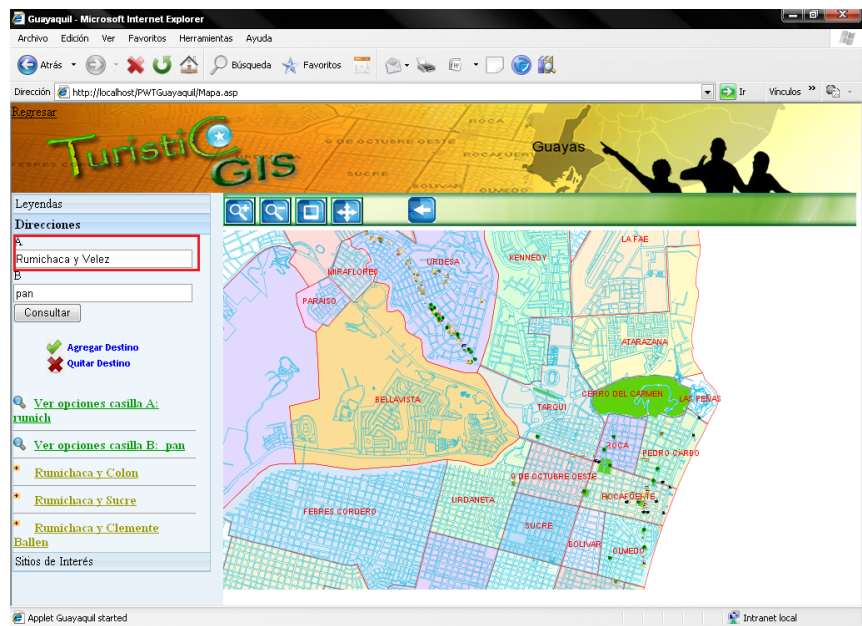 Guayaquil - Microsoft Internet Explorer
Archivo Edición Ver Favoritos Herramientas Ayuda
Atrás Búsqueda Favoritos
Dirección http://localhost/PWTGuayaquil/Mapa.asp Ir Vínculos »
Regresar
Turistic GIS
ROCA
9 DE OCTUBRE OESTE
SUCRE
BOLIVAR
OLMEDO
Guayas
Leyendas
Direcciones
A
Rumichaca y Velez
B
pan
Consultar
Agregar Destino
Quitar Destino
Ver opciones casilla A:
rumich
Ver opciones casilla B: pan
Rumichaca y Colon
Rumichaca y Sucre
Rumichaca y Clemente
Ballen
Sitios de Interés
LA FAE
KENNEDY
URDESA
MIRAFLORES
PARAISO
ATARAZANA
BELLAVISTA
CERRO DEL CARMEN
LAS PEÑAS
TARQUI
ROCA
PEDRO CARBO
9 DE OCTUBRE OESTE
ROCAFUERTE
URDANETA
FEBRES CORDERO
SUCRE
BOLIVAR
OLMEDO
Applet Guayaquil started
Intranet local